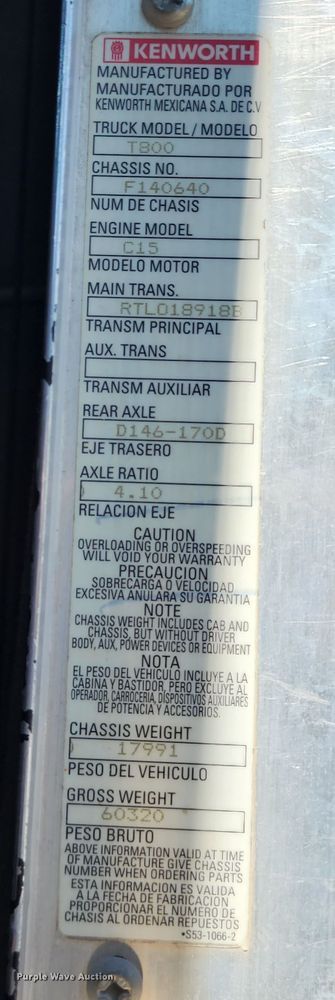 KENWORTH
MANUFACTURED BY
MANUFACTURADO POR
KENWORTH MEXICANA S.A. DE C.V
TRUCK MODEL / MODELO
T800
CHASSIS NO.
F140640
NUM DE CHASIS
ENGINE MODEL
C15
MODELO MOTOR
MAIN TRANS.
RTLO18918B
TRANSM PRINCIPAL
AUX. TRANS
TRANSM AUXILIAR
REAR AXLE
D146-170D
EJE TRASERO
AXLE RATIO
4.10
RELACION EJE
CAUTION
OVERLOADING OR OVERSPEEDING
WILL VOID YOUR WARRANTY
PRECAUCION
SOBRECARGA O VELOCIDAD
EXCESIVA ANULARA SU GARANTIA
NOTE
CHASSIS WEIGHT INCLUDES CAB AND
CHASSIS, BUT WITHOUT DRIVER
BODY, AUX, POWER DEVICES OR EQUIPMENT
NOTA
EL PESO DEL VEHICULO INCLUYE A LA
CABINA Y BASTIDOR, PERO EXCLUYE AL
OPERADOR, CARROCERIA, DISPOSITIVOS AUXILIARES
DE POTENCIA Y ACCESORIOS.
CHASSIS WEIGHT
17991
PESO DEL VEHICULO
GROSS WEIGHT
60320
PESO BRUTO
ABOVE INFORMATION VALID AT TIME
OF MANUFACTURE GIVE CHASSIS
NUMBER WHEN ORDERING PARTS
ESTA INFORMACION ES VALIDA
A LA FECHA DE FABRICACION
PROPORCIONAR EL NUMERO DE
CHASIS AL ORDENAR REPUESTOS
•S53-1066-2
Purple Wave Auction